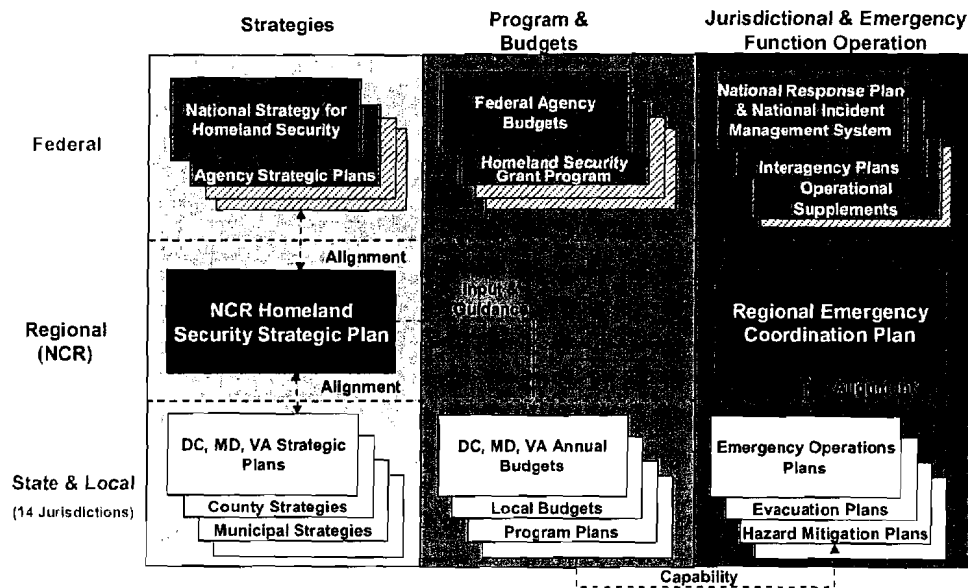 Strategies
Program &
Budgets
Jurisdictional & Emergency
Function Operation
Federal
National Strategy for
Homeland Security
Agency Strategic Plans
Federal Agency
Budgets
Homeland Security
Grant Program
National Response Plan
& National Incident
Management System
Interagency Plans
Operational
Supplements
Alignment
Regional
(NCR)
NCR Homeland
Security Strategic Plan
Input &
Guidance
Regional Emergency
Coordination Plan
Alignment
Alignment
State & Local
(14 Jurisdictions)
DC, MD, VA Strategic
Plans
County Strategies
Municipal Strategies
DC, MD, VA Annual
Budgets
Local Budgets
Program Plans
Emergency Operations
Plans
Evacuation Plans
Hazard Mitigation Plans
Capability